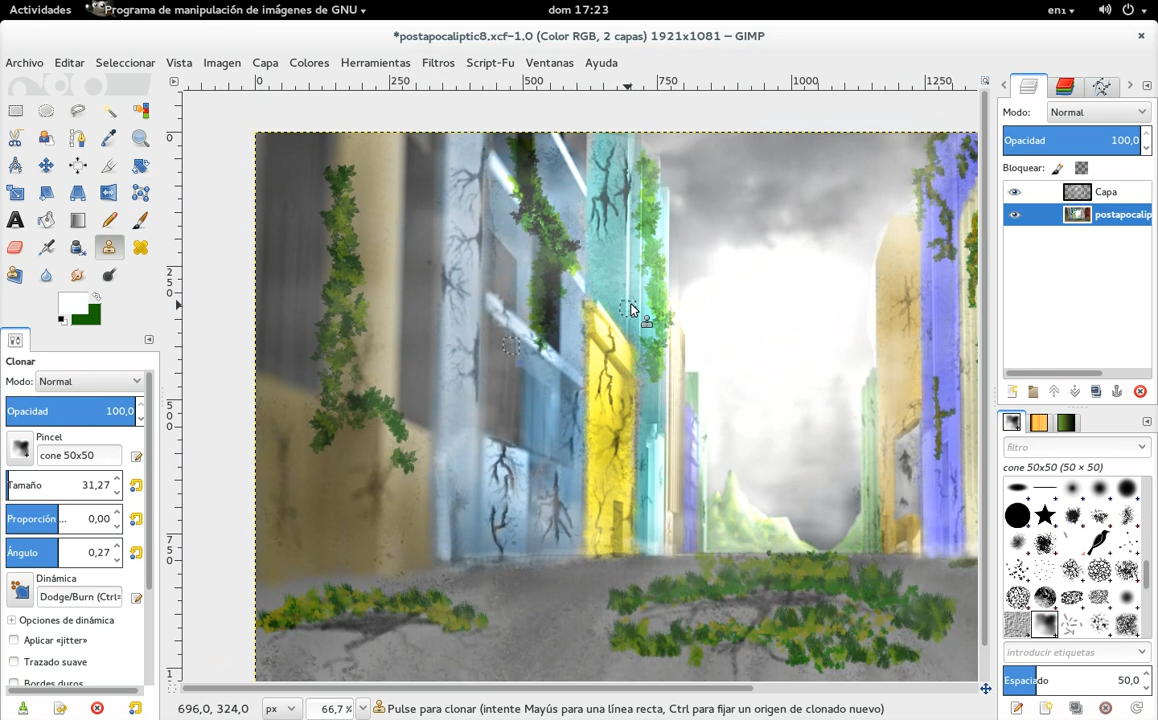 Actividades Programa de manipulación de imágenes de GNU dom 17:23 en1
*postapocaliptic8.xcf-1.0 (Color RGB, 2 capas) 1921x1081 – GIMP
Archivo Editar Seleccionar Vista Imagen Capa Colores Herramientas Filtros Script-Fu Ventanas Ayuda
0 250 500 750 1000 1250
0
250
500
750
1
Clonar
Modo: Normal
Opacidad 100,0
Pincel
cone 50x50
Tamaño 31,27
Proporción... 0,00
Ángulo 0,27
Dinámica
Dodge/Burn (Ctrl=
Opciones de dinámica
Aplicar «jitter»
Trazado suave
Bordes duros
696,0, 324,0 px 66,7% Pulse para clonar (intente Mayús para una línea recta, Ctrl para fijar un origen de clonado nuevo)
Modo: Normal
Opacidad 100,0
Bloquear:
Capa
postapocalip
filtro
cone 50x50 (50 × 50)
introducir etiquetas
Espaciado 50,0